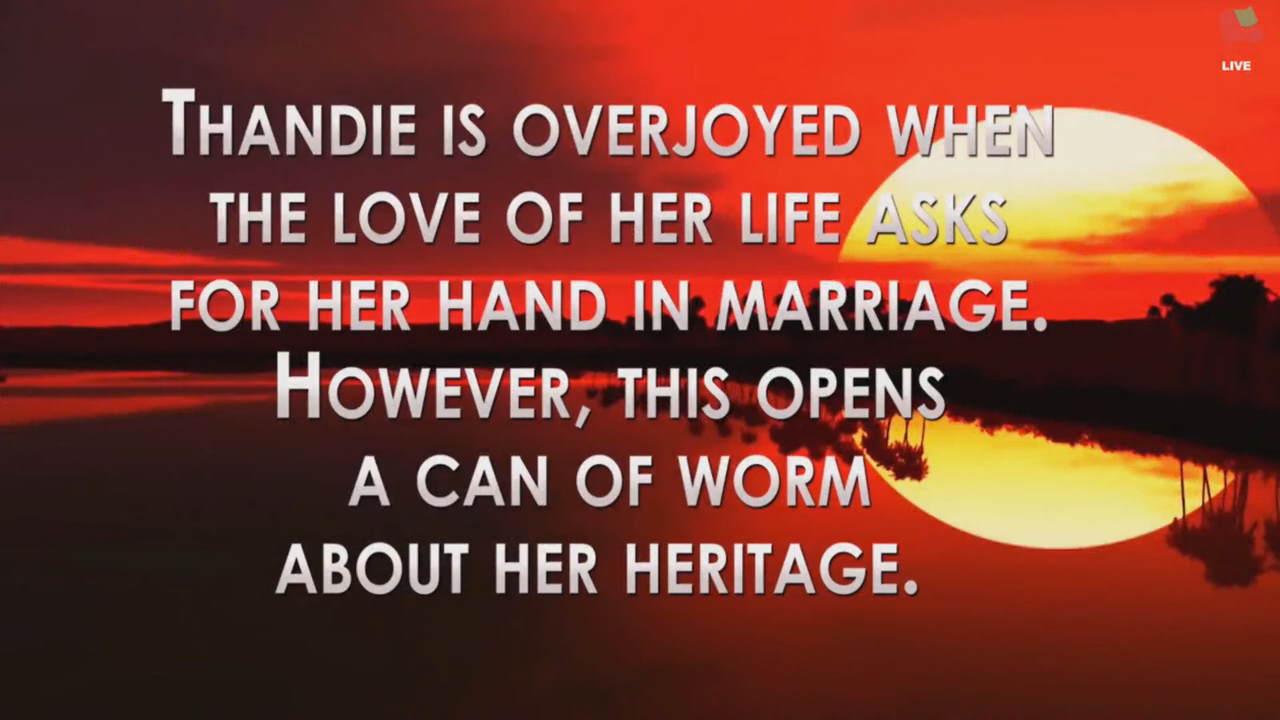 LIVE
THANDIE IS OVERJOYED WHEN
THE LOVE OF HER LIFE ASKS
FOR HER HAND IN MARRIAGE.
HOWEVER, THIS OPENS
A CAN OF WORM
ABOUT HER HERITAGE.